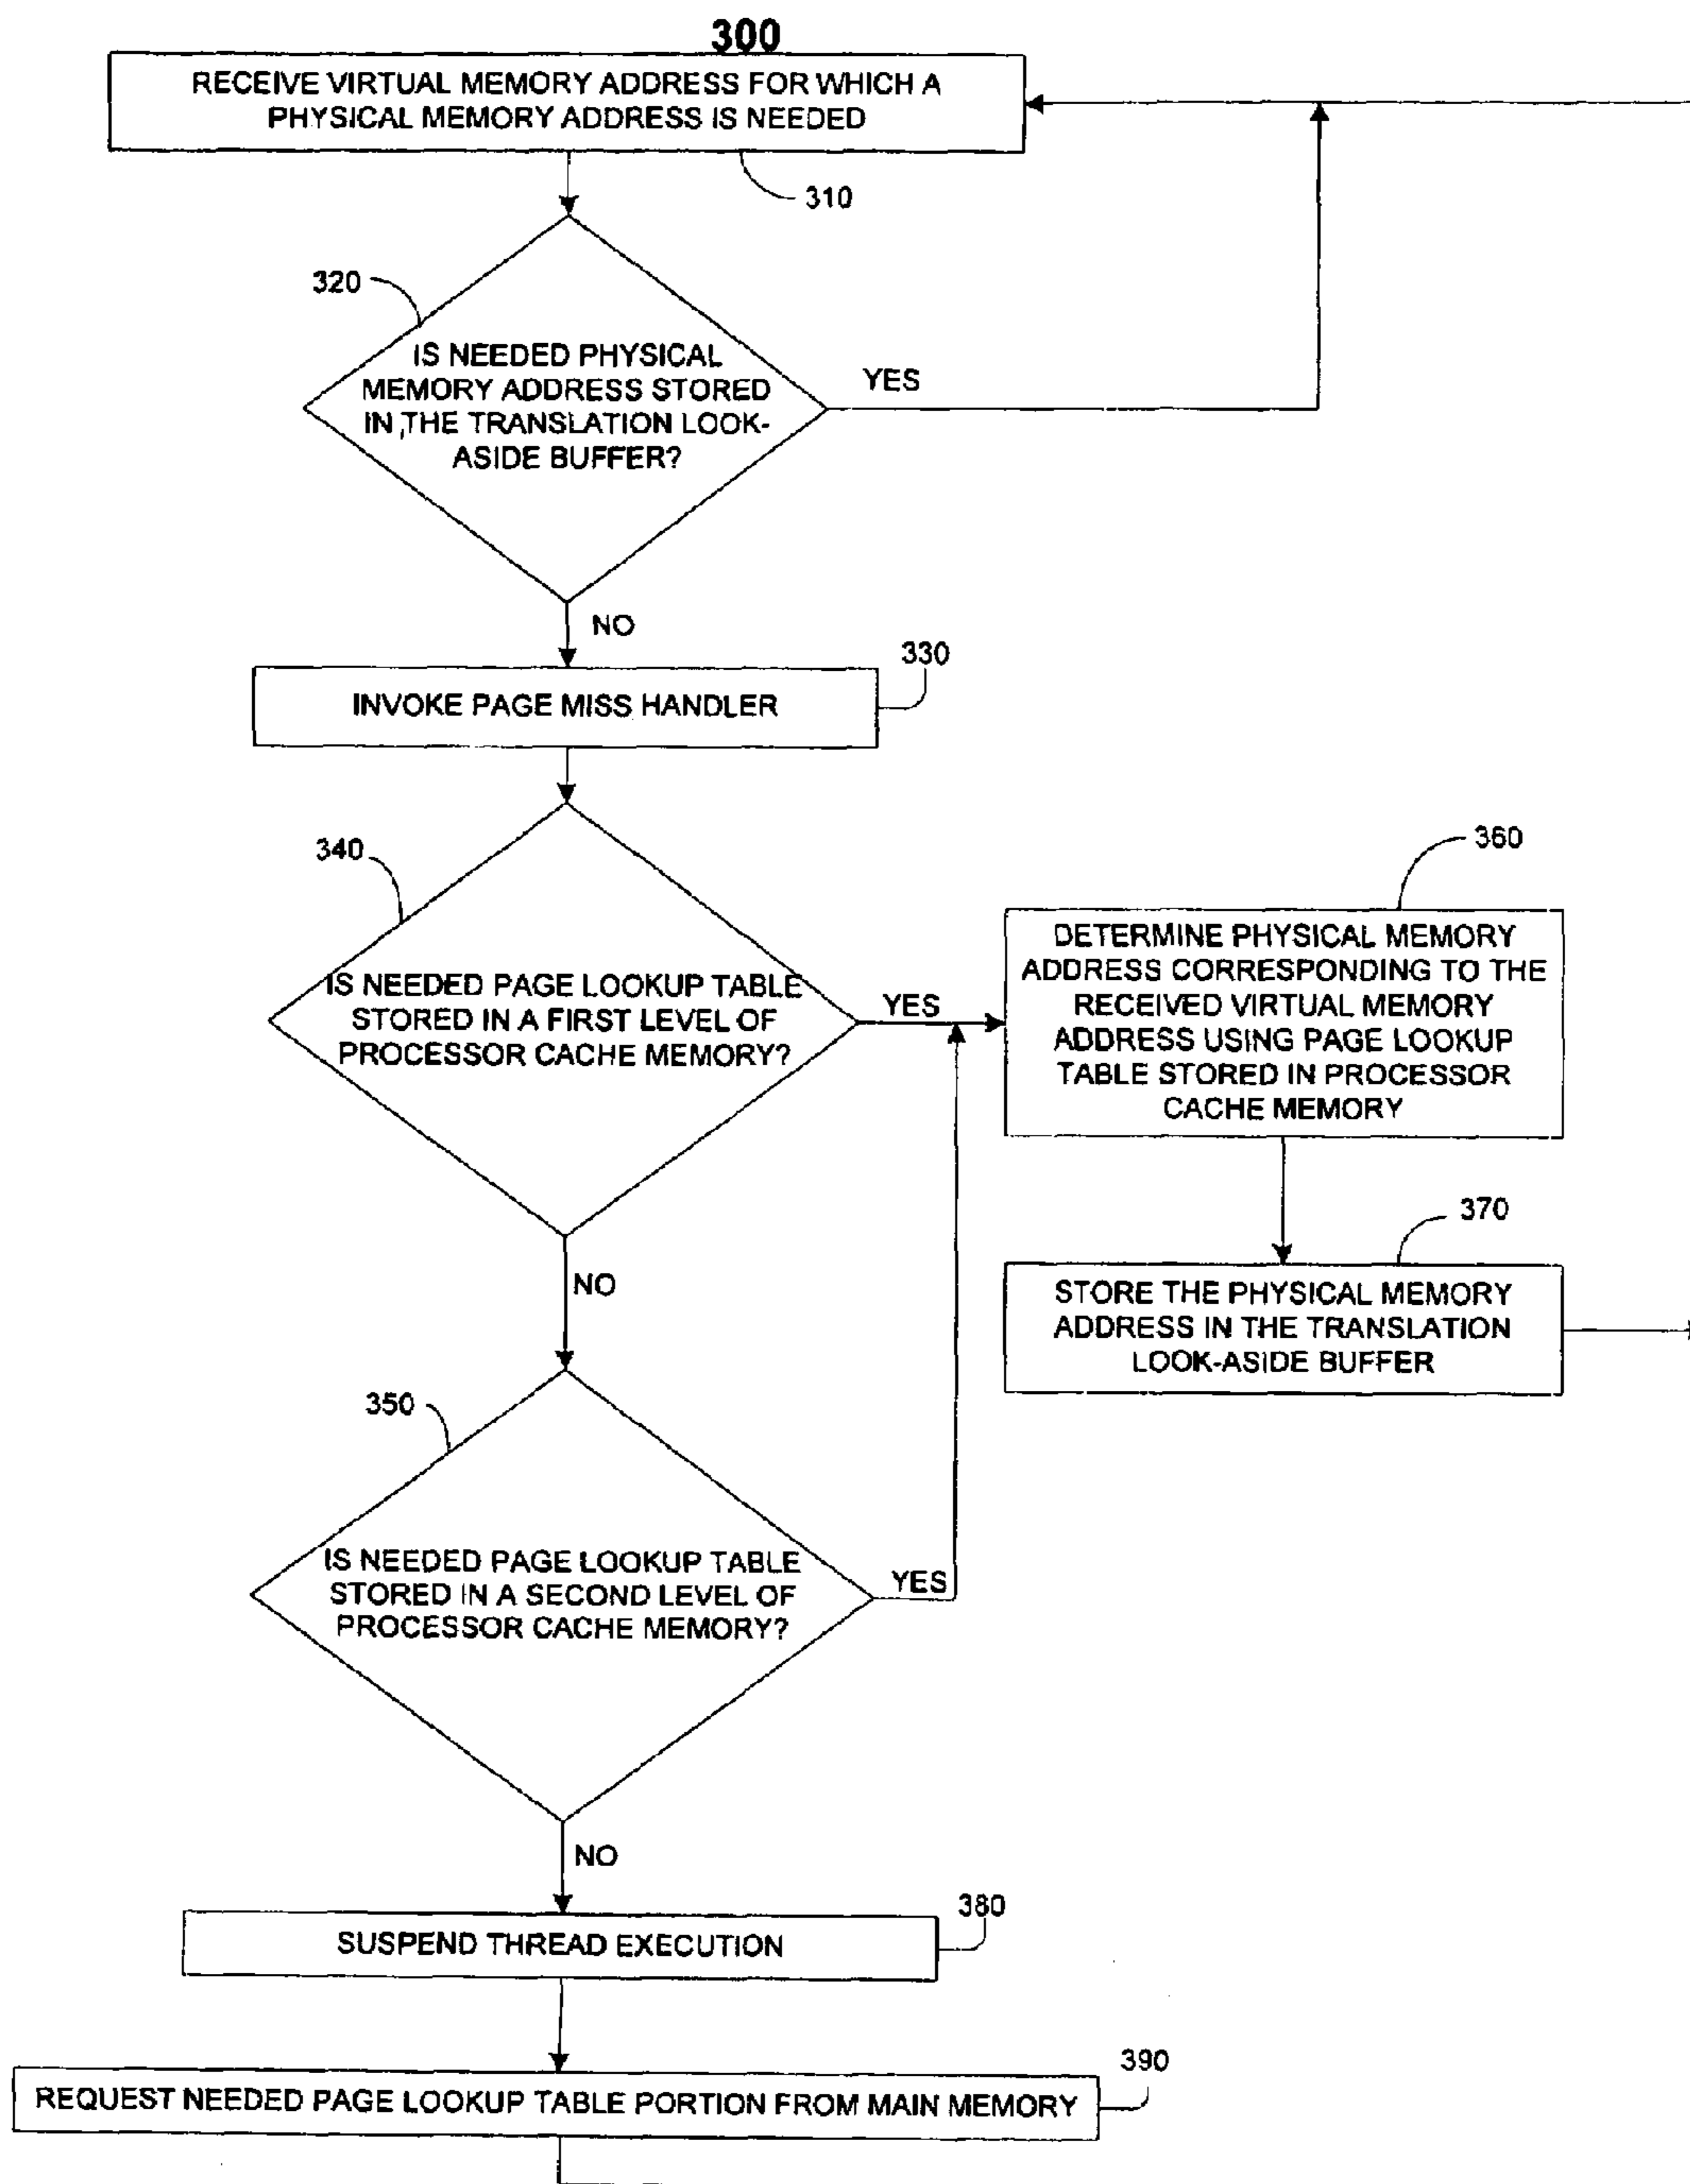 300
RECEIVE VIRTUAL MEMORY ADDRESS FOR WHICH A
PHYSICAL MEMORY ADDRESS IS NEEDED
310
320
IS NEEDED PHYSICAL
MEMORY ADDRESS STORED
IN THE TRANSLATION LOOK-
ASIDE BUFFER?
YES
NO
330
INVOKE PAGE MISS HANDLER
340
IS NEEDED PAGE LOOKUP TABLE
STORED IN A FIRST LEVEL OF
PROCESSOR CACHE MEMORY?
YES
360
DETERMINE PHYSICAL MEMORY
ADDRESS CORRESPONDING TO THE
RECEIVED VIRTUAL MEMORY
ADDRESS USING PAGE LOOKUP
TABLE STORED IN PROCESSOR
CACHE MEMORY
370
STORE THE PHYSICAL MEMORY
ADDRESS IN THE TRANSLATION
LOOK-ASIDE BUFFER
NO
350
IS NEEDED PAGE LOOKUP TABLE
STORED IN A SECOND LEVEL OF
PROCESSOR CACHE MEMORY?
YES
NO
380
SUSPEND THREAD EXECUTION
390
REQUEST NEEDED PAGE LOOKUP TABLE PORTION FROM MAIN MEMORY